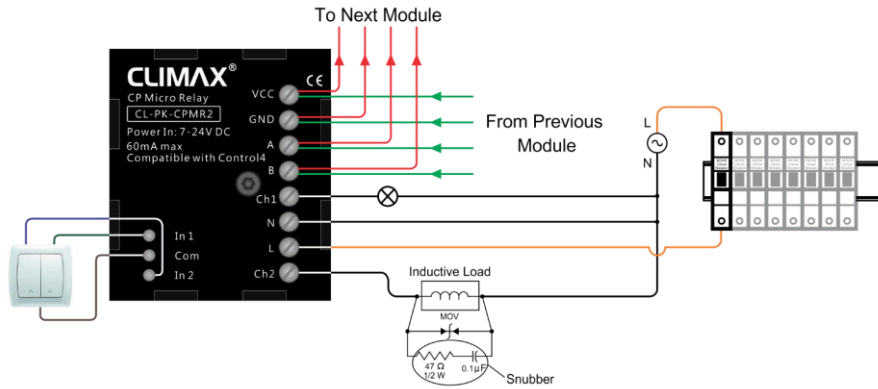 To Next Module
CLIMAX®
CP Micro Relay
CL-PK-CPMR2
Power In: 7-24V DC
60mA max
Compatible with Control4
CE
VCC
GND
A
B
Ch1
N
L
Ch2
In 1
Com
In 2
From Previous
Module
L
N
Inductive Load
MOV
47 Ω
1/2 W
0.1µF
Snubber